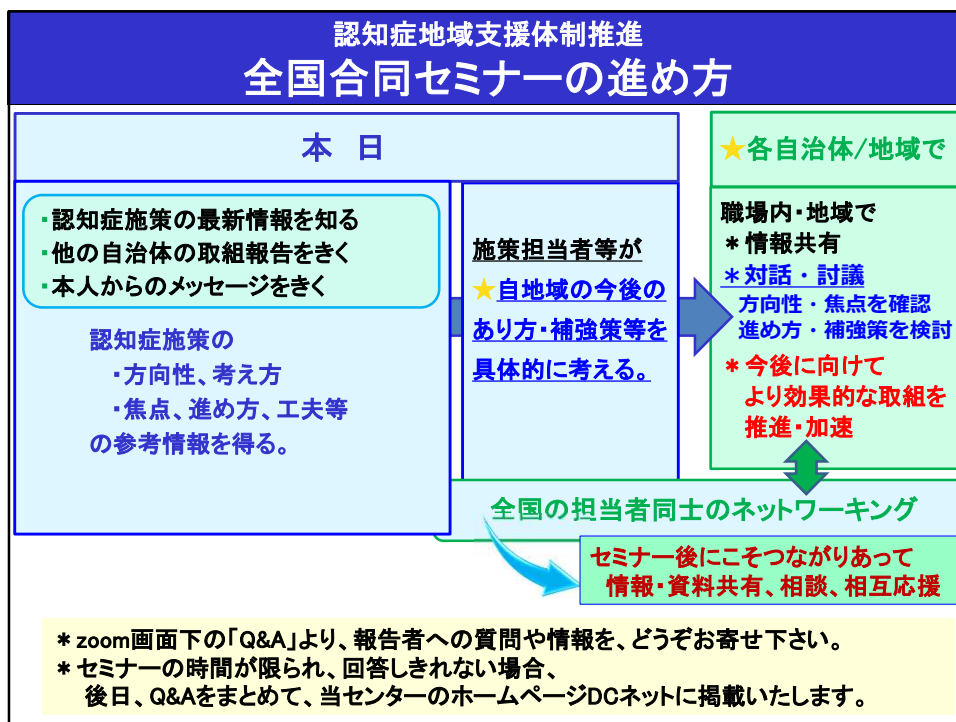 認知症地域支援体制推進
全国合同セミナーの進め方
本　日
・認知症施策の最新情報を知る
・他の自治体の取組報告をきく
・本人からのメッセージをきく
認知症施策の
・方向性、考え方
・焦点、進め方、工夫等
の参考情報を得る。
施策担当者等が
★自地域の今後の
あり方・補強策等を
具体的に考える。
★各自治体/地域で
職場内・地域で
＊情報共有
＊対話・討議
方向性・焦点を確認
進め方・補強策を検討
＊今後に向けて
より効果的な取組を
推進・加速
全国の担当者同士のネットワーキング
セミナー後にこそつながりあって
情報・資料共有、相談、相互応援
＊zoom画面下の「Q&A」より、報告者への質問や情報を、どうぞお寄せ下さい。
＊セミナーの時間が限られ、回答しきれない場合、
後日、Q&Aをまとめて、当センターのホームページDCネットに掲載いたします。